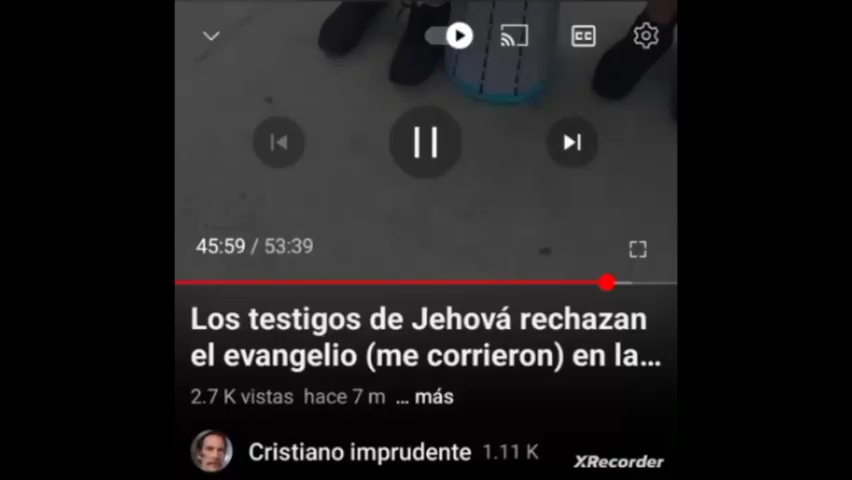 CC
45:59 / 53:39
Los testigos de Jehová rechazan
el evangelio (me corrieron) en la...
2.7 K vistas hace 7 m ... más
Cristiano imprudente 1.11 K
XRecorder